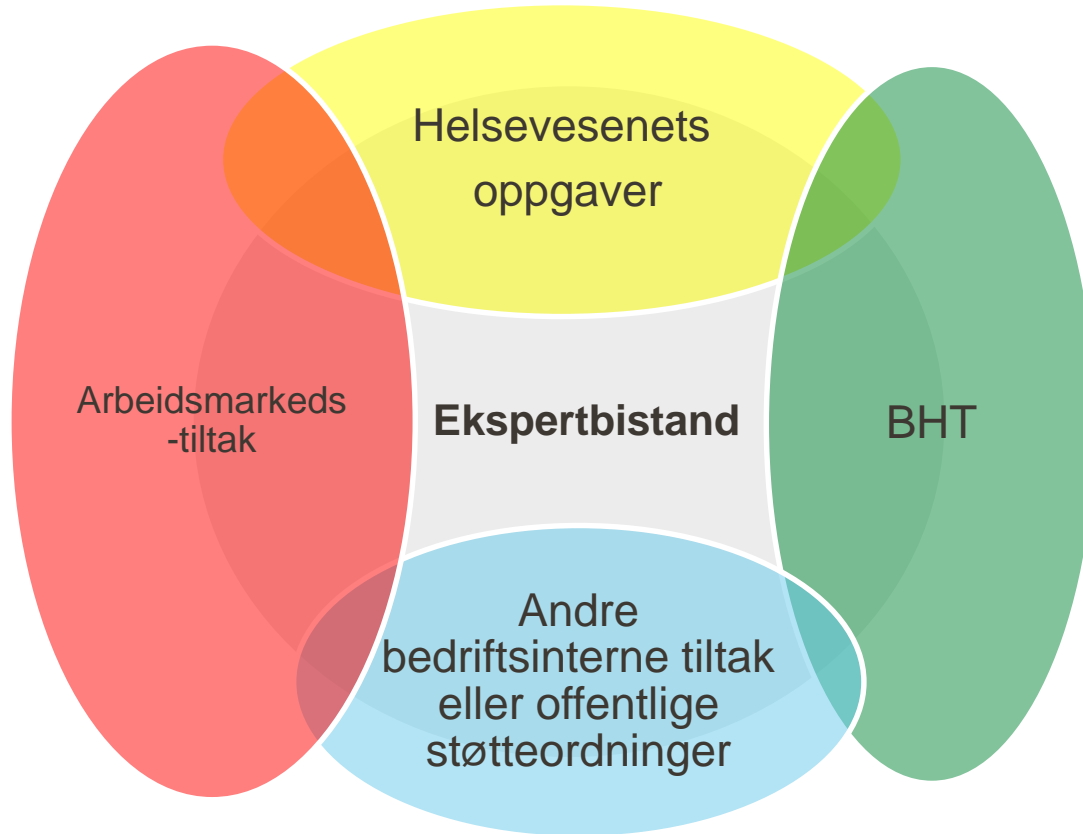 Helsevesenets
oppgaver
Arbeidsmarkeds
-tiltak
Ekspertbistand
BHT
Andre
bedriftsinterne tiltak
eller offentlige
støtteordninger